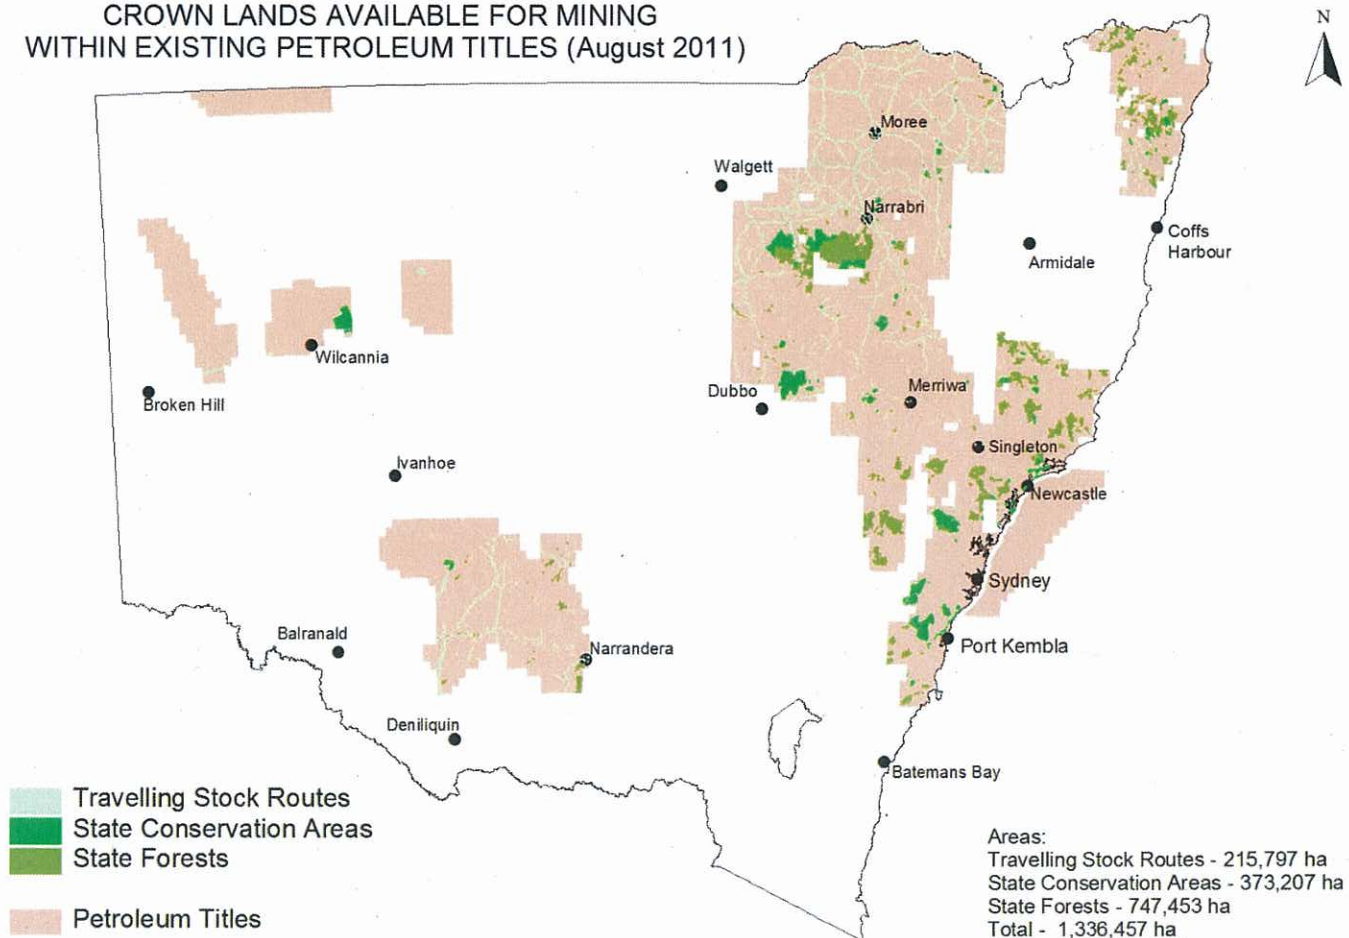 CROWN LANDS AVAILABLE FOR MINING
WITHIN EXISTING PETROLEUM TITLES (August 2011)
N
Moree
Walgett
Narrabri
Coffs
Harbour
Armidale
Wilcannia
Broken Hill
Dubbo
Merriwa
Singleton
Ivanhoe
Newcastle
Sydney
Balranald
Narrandera
Port Kembla
Deniliquin
Batemans Bay
Travelling Stock Routes
State Conservation Areas
State Forests
Petroleum Titles
Areas:
Travelling Stock Routes - 215,797 ha
State Conservation Areas - 373,207 ha
State Forests - 747,453 ha
Total - 1,336,457 ha